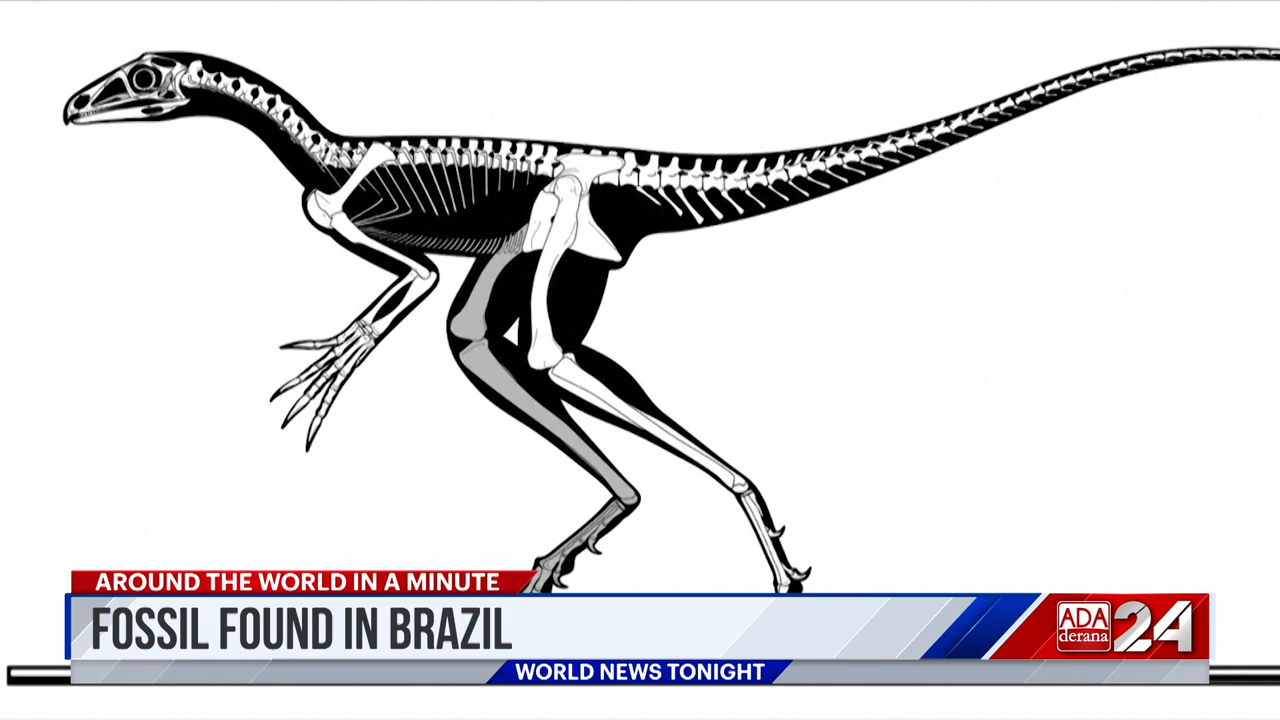 AROUND THE WORLD IN A MINUTE
FOSSIL FOUND IN BRAZIL
ADA
derana
24
WORLD NEWS TONIGHT